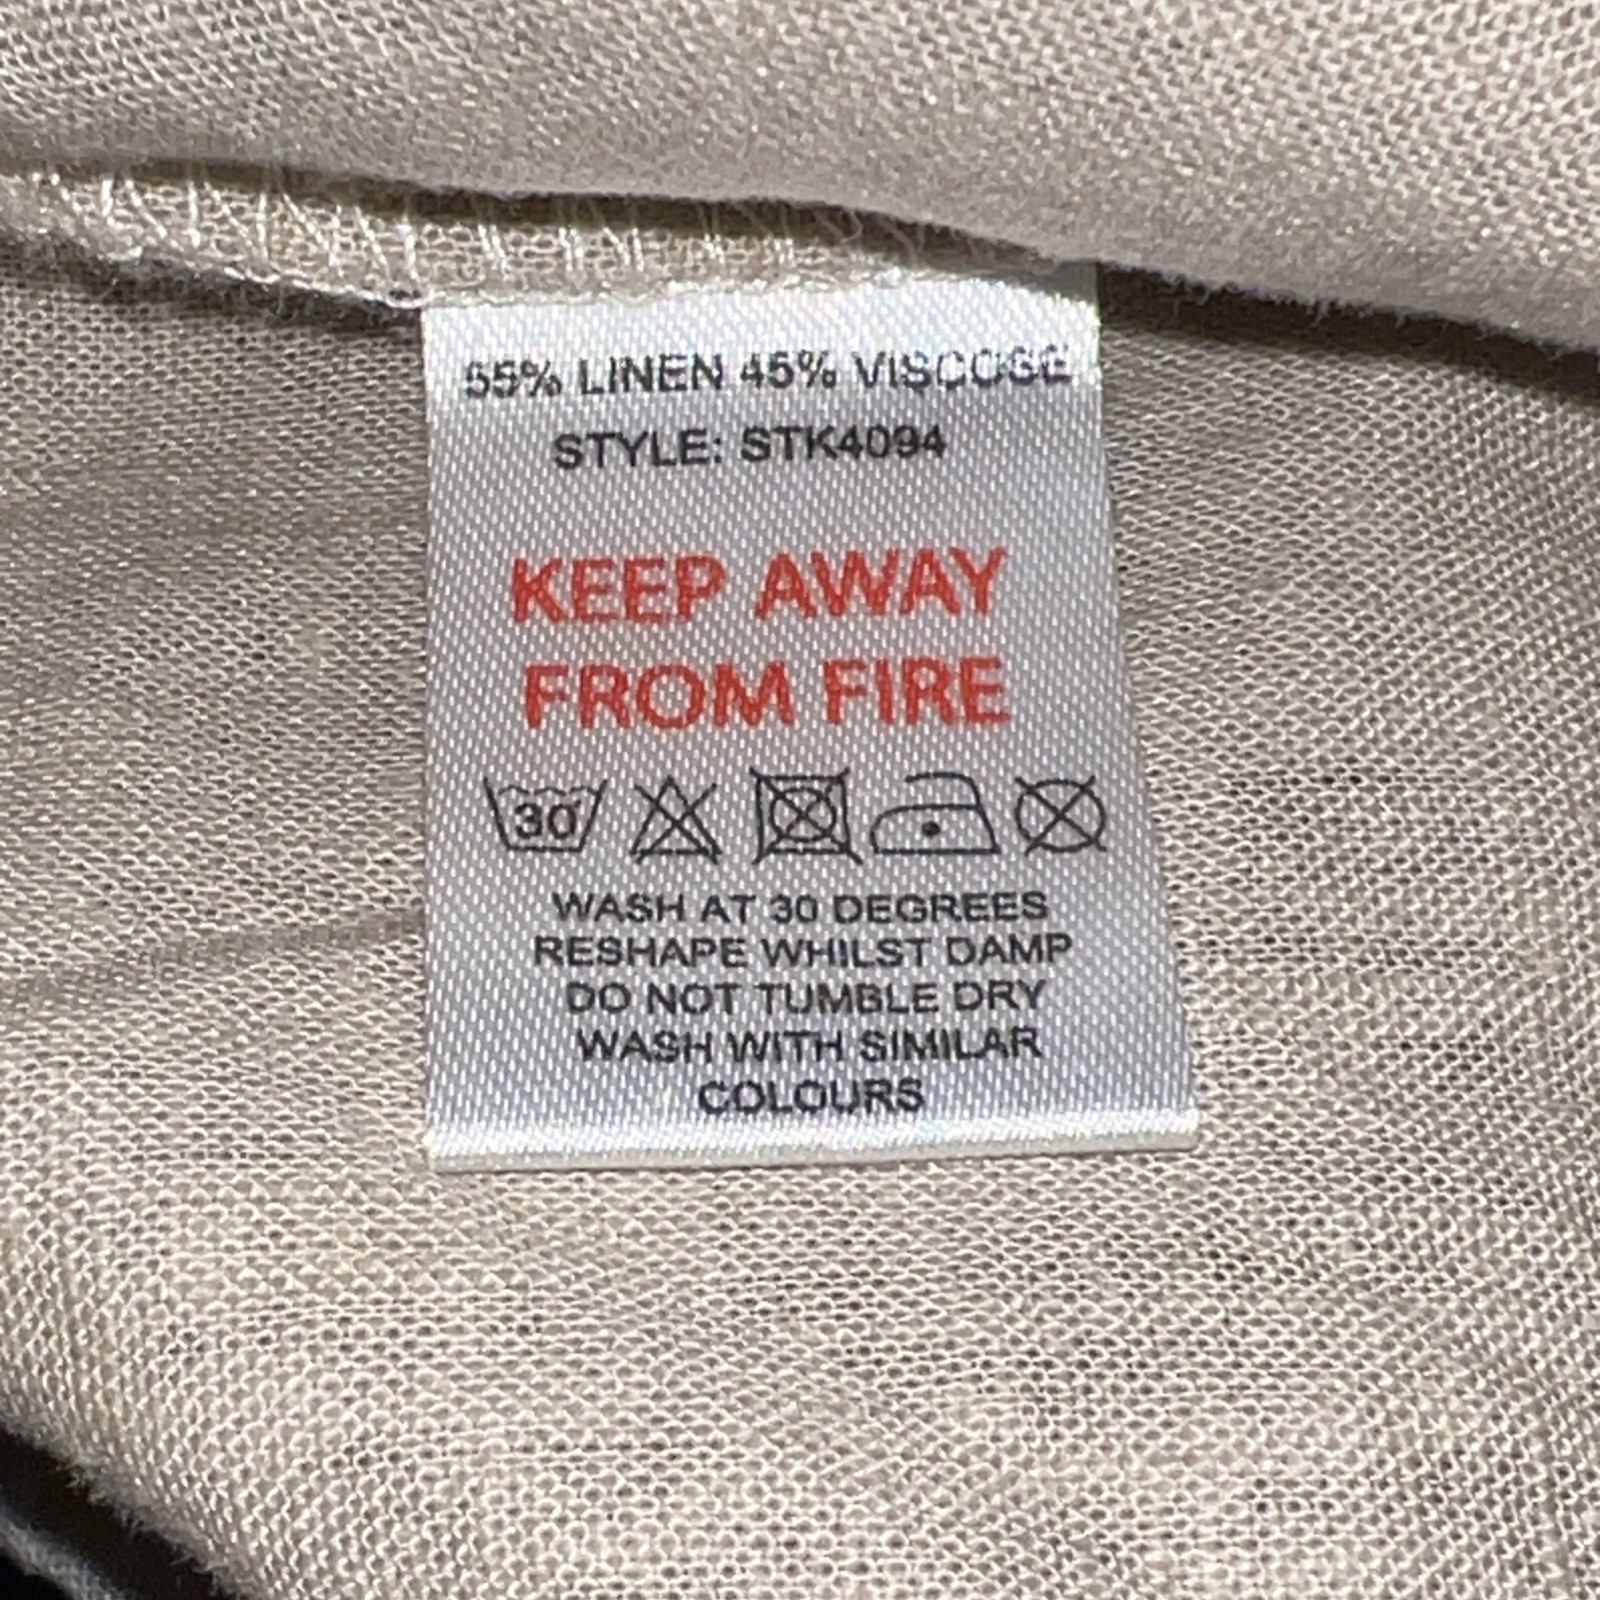 55% LINEN 45% VISCOSE
STYLE: STK4094
KEEP AWAY
FROM FIRE
30
WASH AT 30 DEGREES
RESHAPE WHILST DAMP
DO NOT TUMBLE DRY
WASH WITH SIMILAR
COLOURS